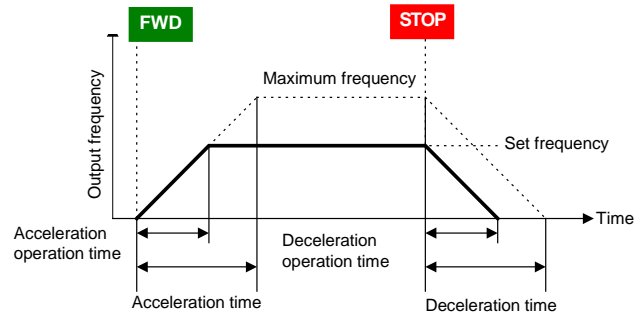 FWD
STOP
Maximum frequency
Output frequency
Set frequency
Time
Acceleration
operation time
Deceleration
operation time
Acceleration time
Deceleration time